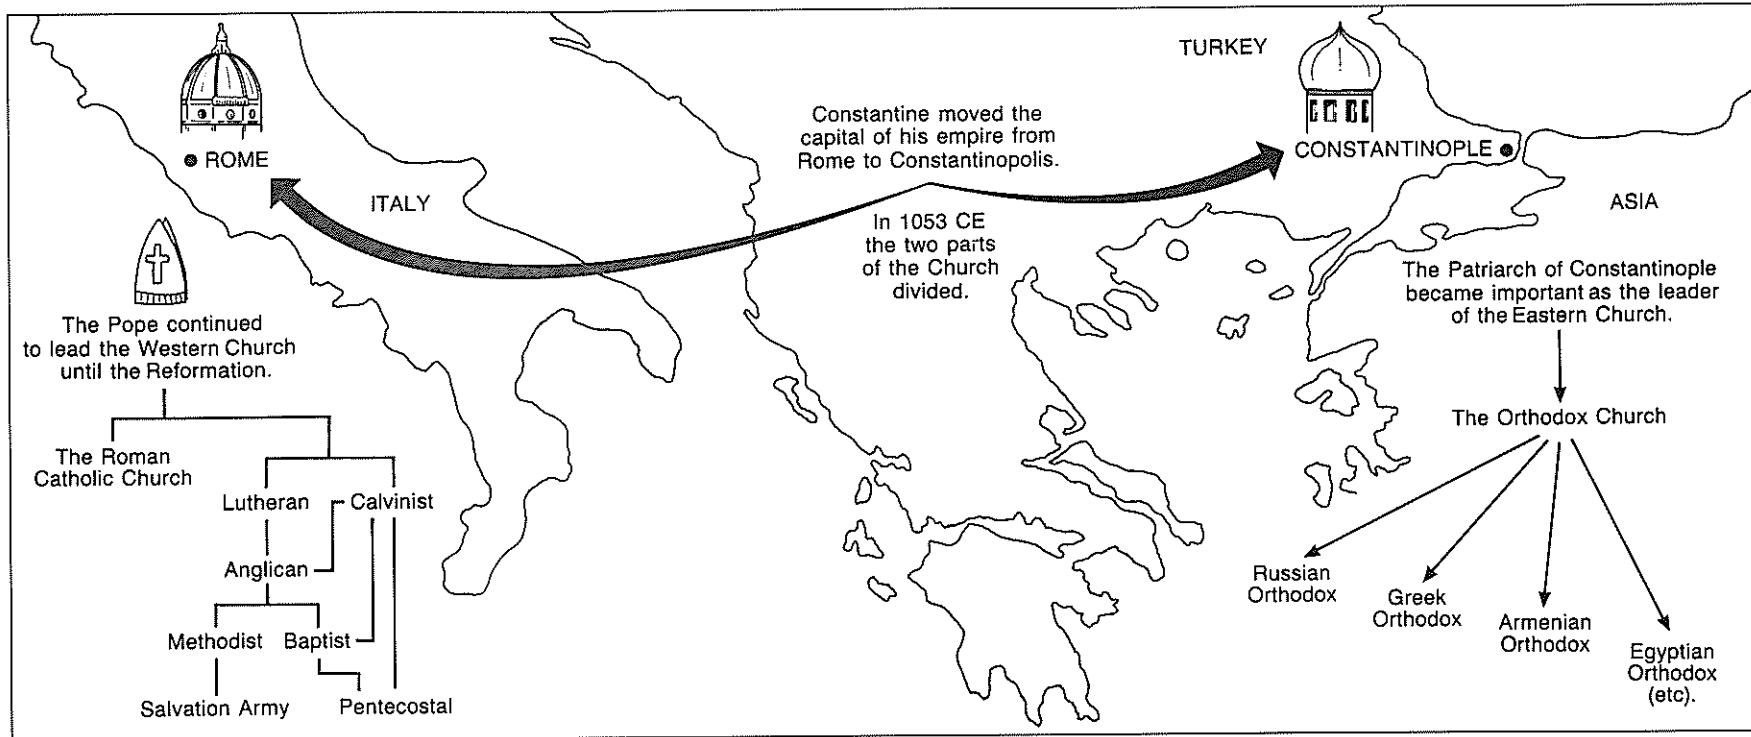 TURKEY
Constantine moved the
capital of his empire from
Rome to Constantinopolis.
ROME
CONSTANTINOPLE
ITALY
ASIA
In 1053 CE
the two parts
of the Church
divided.
The Patriarch of Constantinople
became important as the leader
of the Eastern Church.
The Pope continued
to lead the Western Church
until the Reformation.
The Orthodox Church
The Roman
Catholic Church
Lutheran
Calvinist
Anglican
Methodist
Baptist
Salvation Army
Pentecostal
Russian
Orthodox
Greek
Orthodox
Armenian
Orthodox
Egyptian
Orthodox
(etc).